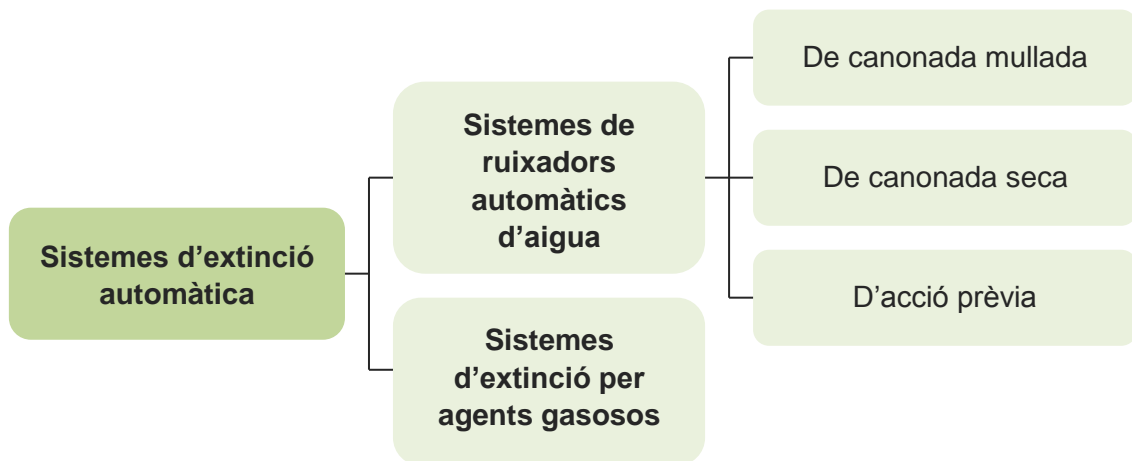 Sistemes d’extinció
automàtica
Sistemes de
ruixadors
automàtics
d’aigua
Sistemes
d’extinció per
agents gasosos
De canonada mullada
De canonada seca
D’acció prèvia